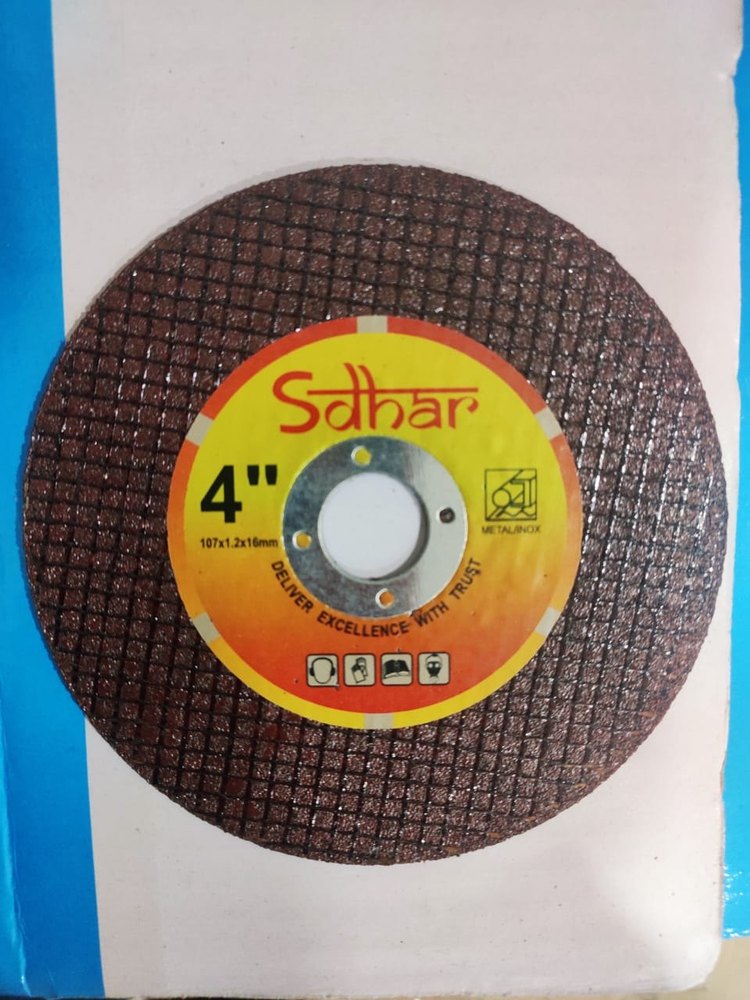 Sdhar
4"
107x1.2x16mm
METAL/INOX
DELIVER EXCELLENCE WITH TRUST